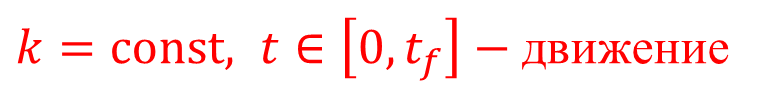 k = const, t ∈ [0, t_f] − движение